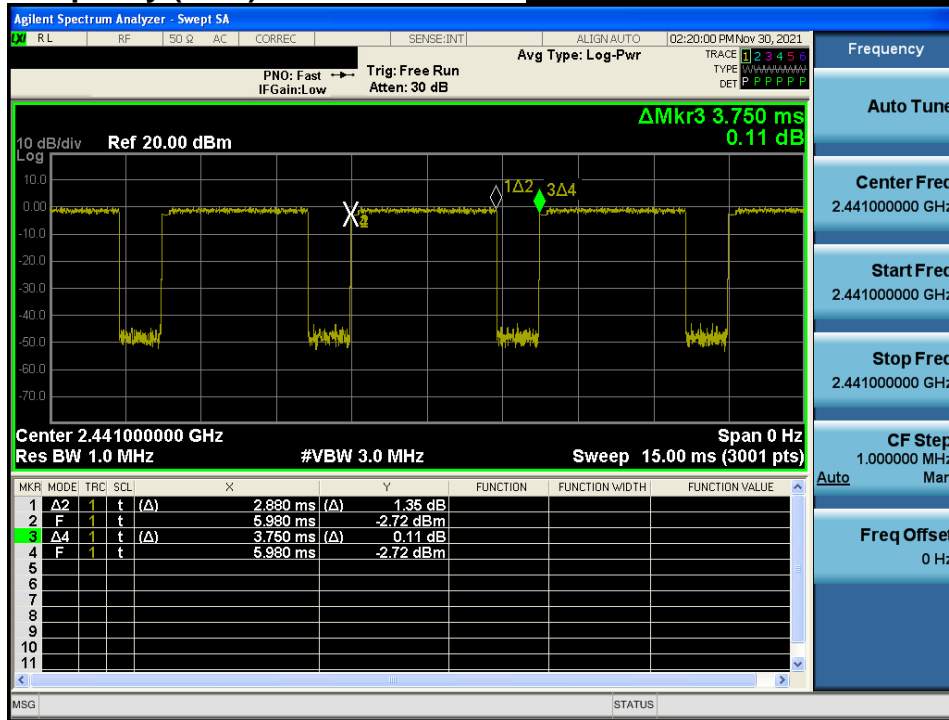 Agilent Spectrum Analyzer - Swept SA
LXI RL RF 50 Ω AC CORREC SENSE:INT ALIGN AUTO 02:20:00 PM Nov 30, 2021
Frequency
Avg Type: Log-Pwr TRACE 1 2 3 4 5 6
PNO: Fast Trig: Free Run TYPE WWWWWW
IFGain:Low Atten: 30 dB DET P P P P P P
Auto Tune
ΔMkr3 3.750 ms
0.11 dB
10 dB/div Ref 20.00 dBm
Log
10.0
0.00
-10.0
-20.0
-30.0
-40.0
-50.0
-60.0
-70.0
1Δ2 3Δ4
X2
Center 2.441000000 GHz Span 0 Hz
Res BW 1.0 MHz #VBW 3.0 MHz Sweep 15.00 ms (3001 pts)
Center Freq
2.441000000 GHz
Start Freq
2.441000000 GHz
Stop Freq
2.441000000 GHz
CF Step
1.000000 MHz
Auto Man
Freq Offset
0 Hz
MKR MODE TRC SCL X Y FUNCTION FUNCTION WIDTH FUNCTION VALUE
1 Δ2 1 t (Δ) 2.880 ms (Δ) 1.35 dB
2 F 1 t 5.980 ms -2.72 dBm
3 Δ4 1 t (Δ) 3.750 ms (Δ) 0.11 dB
4 F 1 t 5.980 ms -2.72 dBm
5
6
7
8
9
10
11
MSG STATUS